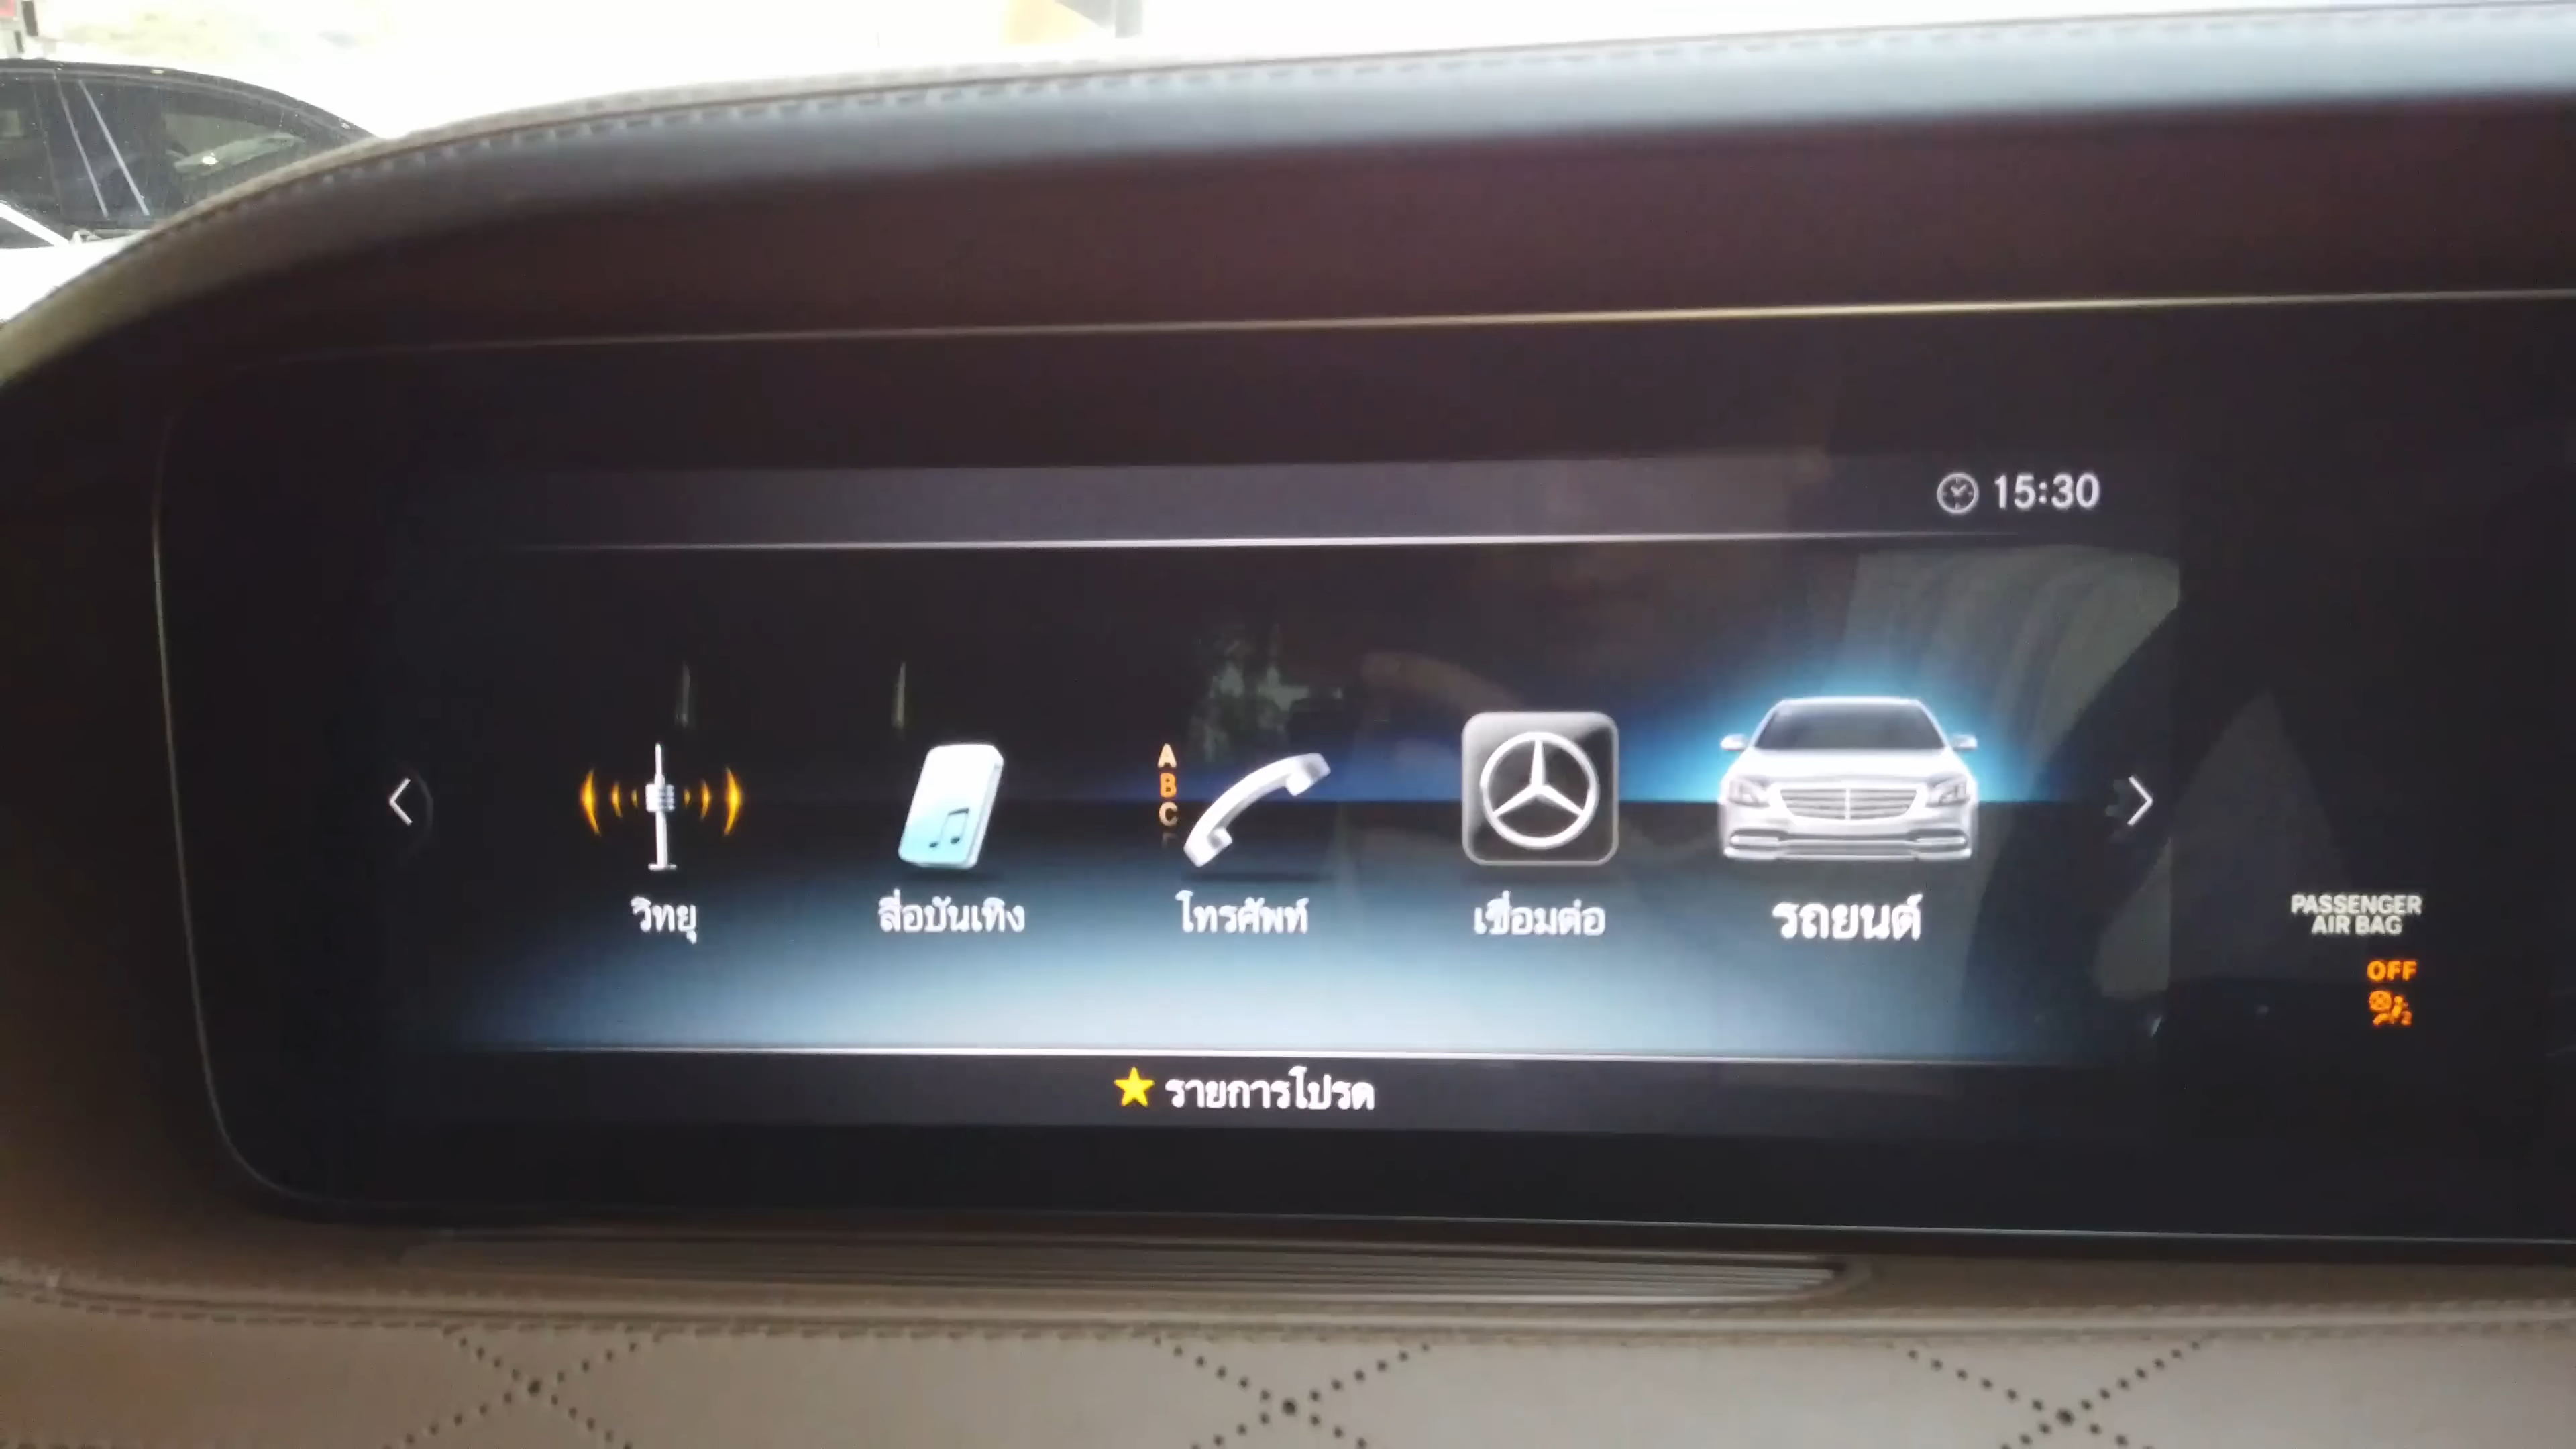 15:30
A
B
C
วิทยุ
สื่อบันเทิง
โทรศัพท์
เชื่อมต่อ
รถยนต์
PASSENGER
AIR BAG
OFF
2
รายการโปรด